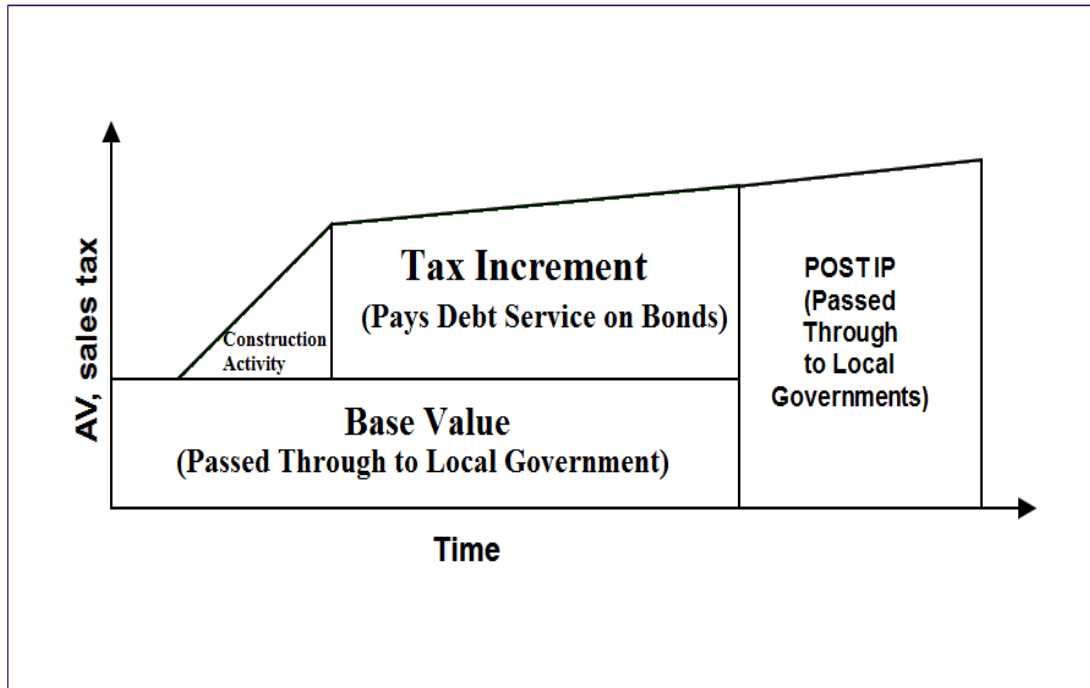 AV, sales tax
Tax Increment
(Pays Debt Service on Bonds)
Construction
Activity
Base Value
(Passed Through to Local Government)
POST IP
(Passed
Through
to Local
Governments)
Time